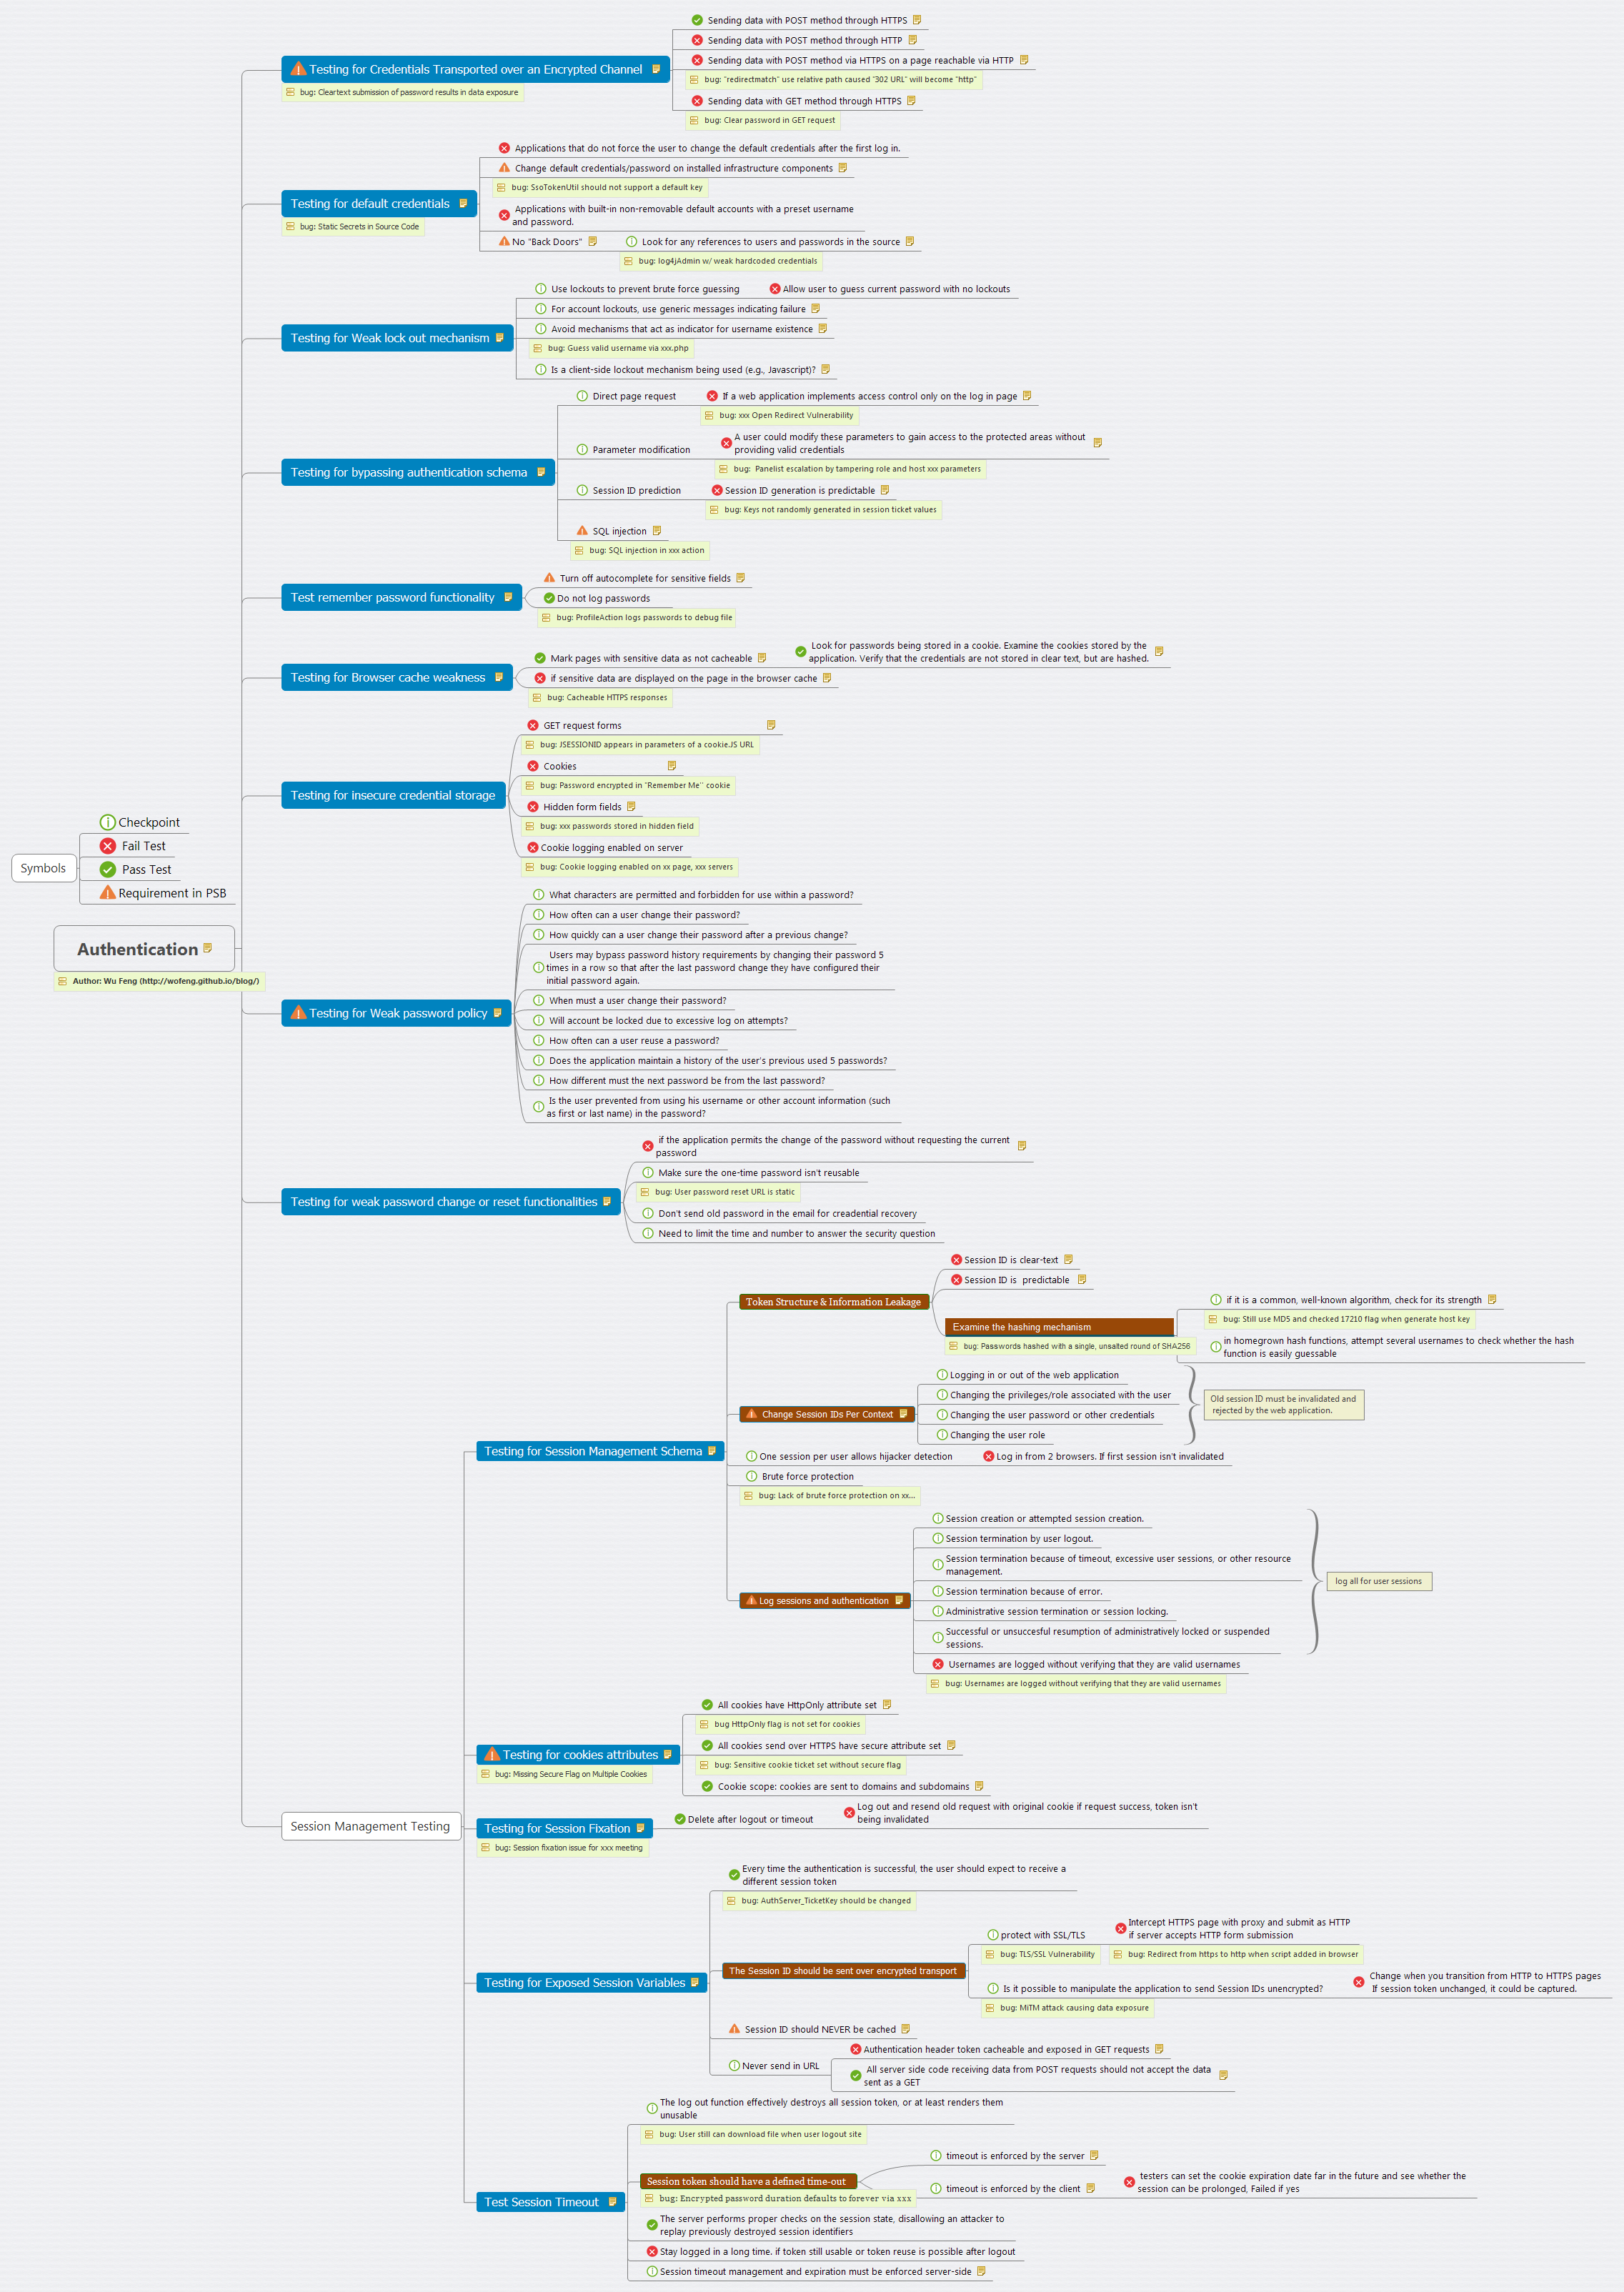 Sending data with POST method through HTTPS
Sending data with POST method through HTTP
Testing for Credentials Transported over an Encrypted Channel
Sending data with POST method via HTTPS on a page reachable via HTTP
bug: "redirectmatch" use relative path caused "302 URL" will become "http"
bug: Cleartext submission of password results in data exposure
Sending data with GET method through HTTPS
bug: Clear password in GET request
Applications that do not force the user to change the default credentials after the first log in.
Change default credentials/password on installed infrastructure components
bug: SsoTokenUtil should not support a default key
Testing for default credentials
bug: Static Secrets in Source Code
Applications with built-in non-removable default accounts with a preset username
and password.
No "Back Doors"
Look for any references to users and passwords in the source
bug: log4jAdmin w/ weak hardcoded credentials
Use lockouts to prevent brute force guessing
Allow user to guess current password with no lockouts
For account lockouts, use generic messages indicating failure
Testing for Weak lock out mechanism
Avoid mechanisms that act as indicator for username existence
bug: Guess valid username via xxx.php
Is a client-side lockout mechanism being used (e.g., Javascript)?
Direct page request
If a web application implements access control only on the log in page
bug: xxx Open Redirect Vulnerability
Parameter modification
A user could modify these parameters to gain access to the protected areas without
providing valid credentials
bug: Panelist escalation by tampering role and host xxx parameters
Testing for bypassing authentication schema
Session ID prediction
Session ID generation is predictable
bug: Keys not randomly generated in session ticket values
SQL injection
bug: SQL injection in xxx action
Test remember password functionality
Turn off autocomplete for sensitive fields
Do not log passwords
bug: ProfileAction logs passwords to debug file
Testing for Browser cache weakness
Mark pages with sensitive data as not cacheable
Look for passwords being stored in a cookie. Examine the cookies stored by the
application. Verify that the credentials are not stored in clear text, but are hashed.
if sensitive data are displayed on the page in the browser cache
bug: Cacheable HTTPS responses
GET request forms
bug: JSESSIONID appears in parameters of a cookie.JS URL
Cookies
bug: Password encrypted in "Remember Me'' cookie
Testing for insecure credential storage
Hidden form fields
bug: xxx passwords stored in hidden field
Cookie logging enabled on server
bug: Cookie logging enabled on xx page, xxx servers
Symbols
Checkpoint
Fail Test
Pass Test
Requirement in PSB
Authentication
Author: Wu Feng (http://wofeng.github.io/blog/)
What characters are permitted and forbidden for use within a password?
How often can a user change their password?
How quickly can a user change their password after a previous change?
Users may bypass password history requirements by changing their password 5
times in a row so that after the last password change they have configured their
initial password again.
Testing for Weak password policy
When must a user change their password?
Will account be locked due to excessive log on attempts?
How often can a user reuse a password?
Does the application maintain a history of the user's previous used 5 passwords?
How different must the next password be from the last password?
Is the user prevented from using his username or other account information (such
as first or last name) in the password?
Testing for weak password change or reset functionalities
if the application permits the change of the password without requesting the current
password
Make sure the one-time password isn't reusable
bug: User password reset URL is static
Don't send old password in the email for creadential recovery
Need to limit the time and number to answer the security question
Session Management Testing
Testing for Session Management Schema
Token Structure & Information Leakage
Session ID is clear-text
Session ID is predictable
Examine the hashing mechanism
bug: Passwords hashed with a single, unsalted round of SHA256
if it is a common, well-known algorithm, check for its strength
bug: Still use MD5 and checked 17210 flag when generate host key
in homegrown hash functions, attempt several usernames to check whether the hash
function is easily guessable
Change Session IDs Per Context
Logging in or out of the web application
Changing the privileges/role associated with the user
Changing the user password or other credentials
Changing the user role
Old session ID must be invalidated and
rejected by the web application.
One session per user allows hijacker detection
Log in from 2 browsers. If first session isn't invalidated
Brute force protection
bug: Lack of brute force protection on xx...
Log sessions and authentication
Session creation or attempted session creation.
Session termination by user logout.
Session termination because of timeout, excessive user sessions, or other resource
management.
Session termination because of error.
Administrative session termination or session locking.
Successful or unsuccesful resumption of administratively locked or suspended
sessions.
log all for user sessions
Usernames are logged without verifying that they are valid usernames
bug: Usernames are logged without verifying that they are valid usernames
Testing for cookies attributes
bug: Missing Secure Flag on Multiple Cookies
All cookies have HttpOnly attribute set
bug HttpOnly flag is not set for cookies
All cookies send over HTTPS have secure attribute set
bug: Sensitive cookie ticket set without secure flag
Cookie scope: cookies are sent to domains and subdomains
Testing for Session Fixation
bug: Session fixation issue for xxx meeting
Delete after logout or timeout
Log out and resend old request with original cookie if request success, token isn't
being invalidated
Testing for Exposed Session Variables
Every time the authentication is successful, the user should expect to receive a
different session token
bug: AuthServer_TicketKey should be changed
The Session ID should be sent over encrypted transport
protect with SSL/TLS
bug: TLS/SSL Vulnerability
Intercept HTTPS page with proxy and submit as HTTP
if server accepts HTTP form submission
bug: Redirect from https to http when script added in browser
Is it possible to manipulate the application to send Session IDs unencrypted?
bug: MiTM attack causing data exposure
Change when you transition from HTTP to HTTPS pages
If session token unchanged, it could be captured.
Session ID should NEVER be cached
Never send in URL
Authentication header token cacheable and exposed in GET requests
All server side code receiving data from POST requests should not accept the data
sent as a GET
Test Session Timeout
The log out function effectively destroys all session token, or at least renders them
unusable
bug: User still can download file when user logout site
Session token should have a defined time-out
bug: Encrypted password duration defaults to forever via xxx
timeout is enforced by the server
timeout is enforced by the client
testers can set the cookie expiration date far in the future and see whether the
session can be prolonged, Failed if yes
The server performs proper checks on the session state, disallowing an attacker to
replay previously destroyed session identifiers
Stay logged in a long time. if token still usable or token reuse is possible after logout
Session timeout management and expiration must be enforced server-side